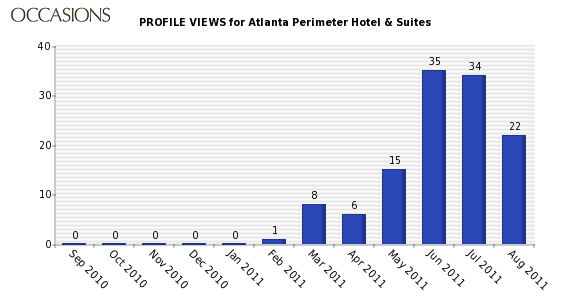 OCCASIONS
PROFILE VIEWS for Atlanta Perimeter Hotel & Suites
40
30
20
10
0
0
0
0
0
0
1
8
6
15
35
34
22
Sep 2010
Oct 2010
Nov 2010
Dec 2010
Jan 2011
Feb 2011
Mar 2011
Apr 2011
May 2011
Jun 2011
Jul 2011
Aug 2011